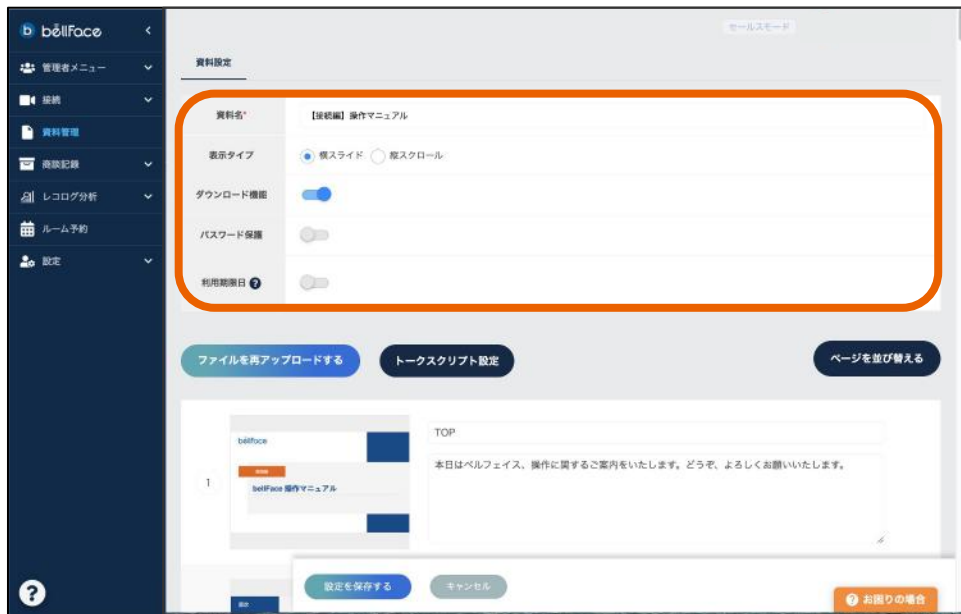 bellFace
管理者メニュー
接続
資料管理
商談記録
レコログ分析
ルーム予約
設定
セールスモード
資料設定
資料名* 【接続編】操作マニュアル
表示タイプ 横スライド 縦スクロール
ダウンロード機能
パスワード保護
利用期限日 ?
ファイルを再アップロードする トークスクリプト設定 ページを並び替える
1
bellface
bellFace 操作マニュアル
TOP
本日はベルフェイス、操作に関するご案内をいたします。どうぞ、よろしくお願いいたします。
設定を保存する キャンセル
? お困りの場合
?